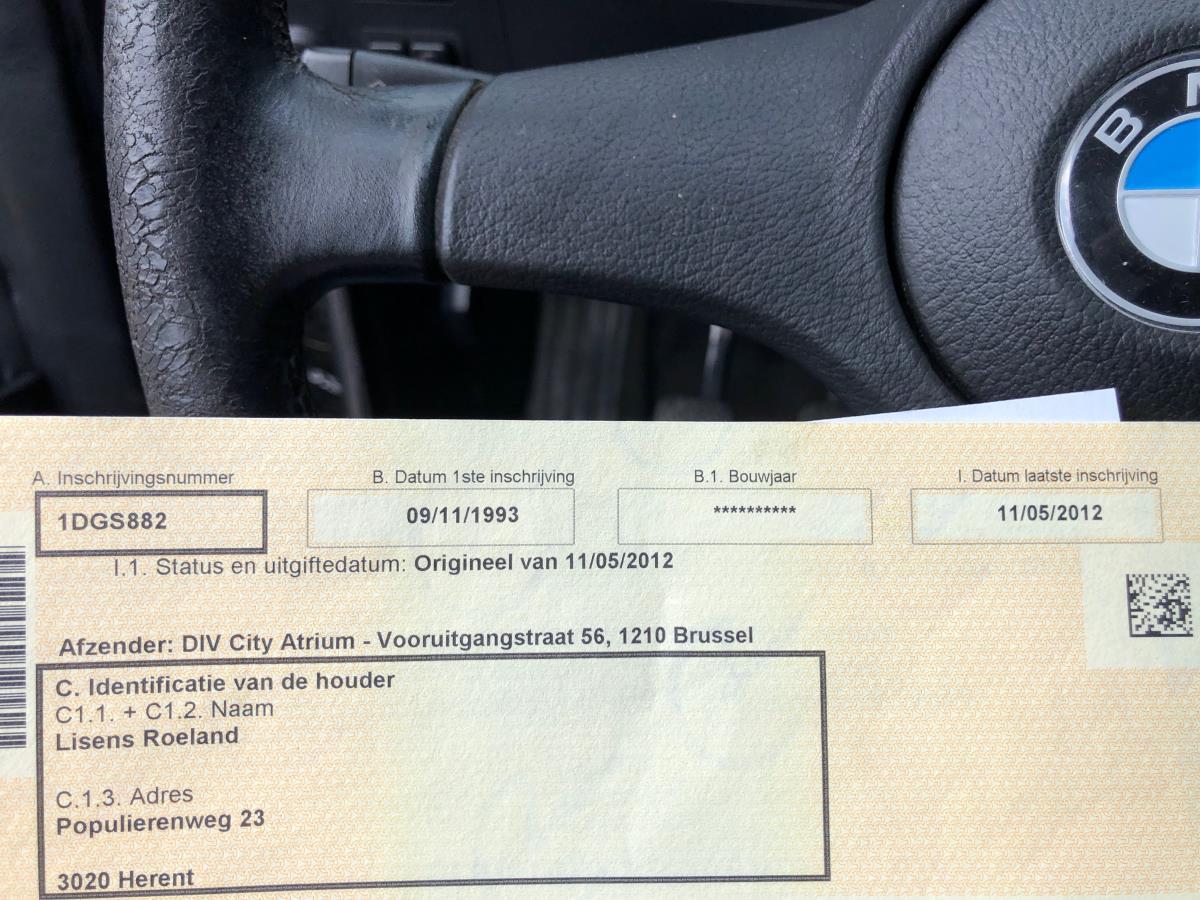 B M
A. Inschrijvingsnummer
B. Datum 1ste inschrijving
B.1. Bouwjaar
I. Datum laatste inschrijving
1DGS882
09/11/1993
**********
11/05/2012
I.1. Status en uitgiftedatum: Origineel van 11/05/2012
Afzender: DIV City Atrium - Vooruitgangstraat 56, 1210 Brussel
C. Identificatie van de houder
C1.1. + C1.2. Naam
Lisens Roeland
C.1.3. Adres
Populierenweg 23
3020 Herent